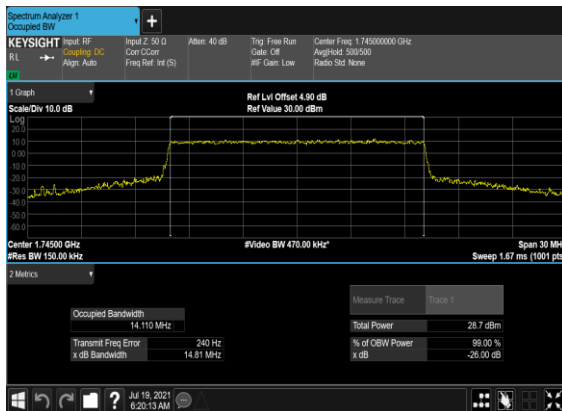 Spectrum Analyzer 1
Occupied BW
KEYSIGHT
RL
Input: RF
Coupling: DC
Align: Auto
Input Z: 50 Ω
Corr CCorr
Freq Ref: Int (S)
Atten: 40 dB
Trig: Free Run
Gate: Off
#IF Gain: Low
Center Freq: 1.745000000 GHz
Avg|Hold: 500/500
Radio Std: None
1 Graph
Scale/Div 10.0 dB
Ref Lvl Offset 4.90 dB
Ref Value 30.00 dBm
Log
20.0
10.0
0.00
-10.0
-20.0
-30.0
-40.0
-50.0
-60.0
Center 1.74500 GHz
#Video BW 470.00 kHz*
Span 30 MH
#Res BW 150.00 kHz
Sweep 1.67 ms (1001 pts
2 Metrics
Measure Trace
Trace 1
Occupied Bandwidth
14.110 MHz
Total Power
28.7 dBm
Transmit Freq Error
240 Hz
% of OBW Power
99.00 %
x dB Bandwidth
14.81 MHz
x dB
-26.00 dB
Jul 19, 2021
6:20:13 AM